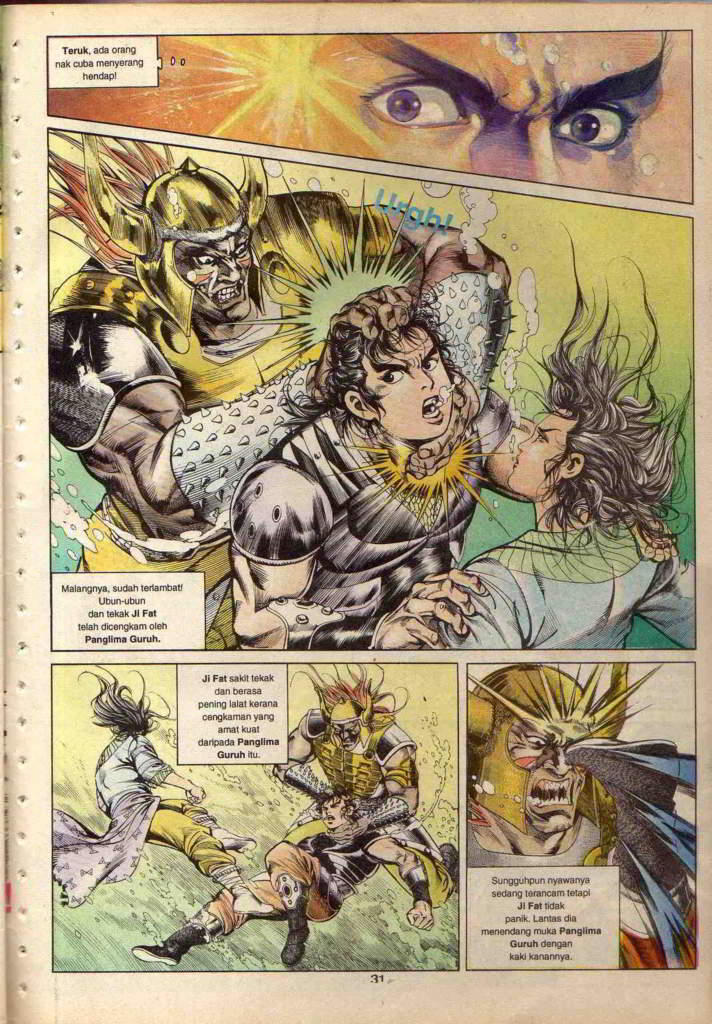 Teruk, ada orang
nak cuba menyerang
hendap!
Urgh!
Malangnya, sudah terlambat!
Ubun-ubun
dan tekak Ji Fat
telah dicengkam oleh
Panglima Guruh.
Ji Fat sakit tekak
dan berasa
pening lalat kerana
cengkaman yang
amat kuat
daripada Panglima
Guruh itu.
Sungguhpun nyawanya
sedang terancam tetapi
Ji Fat tidak
panik. Lantas dia
menendang muka Panglima
Guruh dengan
kaki kanannya.
31